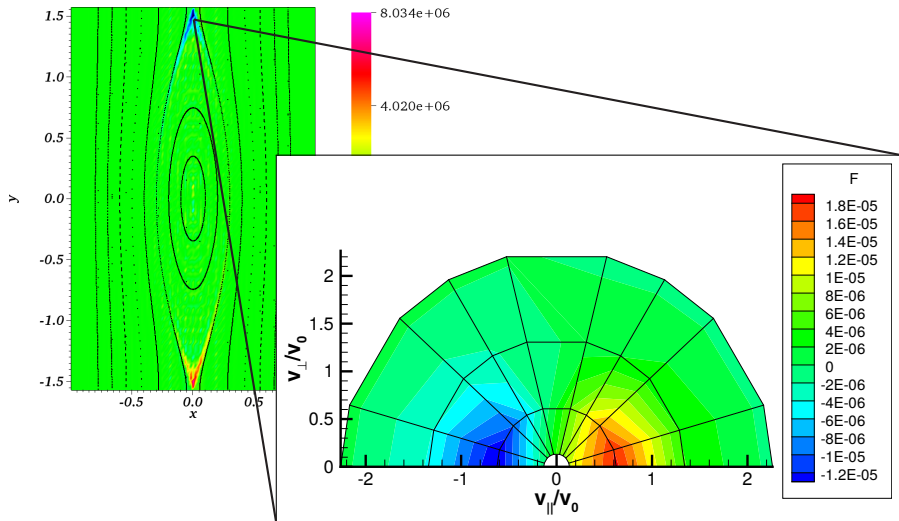 1.5
1.0
0.5
0.0
-0.5
-1.0
-1.5
y
-0.5
0.0
0.5
x
8.034e+06
4.020e+06
F
1.8E-05
1.6E-05
1.4E-05
1.2E-05
1E-05
8E-06
6E-06
4E-06
2E-06
0
-2E-06
-4E-06
-6E-06
-8E-06
-1E-05
-1.2E-05
2
1.5
1
0.5
0
v⊥/v₀
-2
-1
0
1
2
v||/v₀